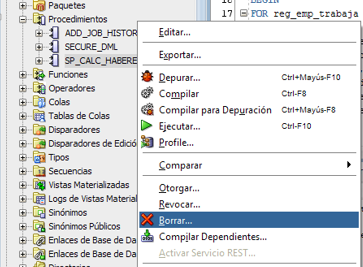 Paquetes
Procedimientos
ADD_JOB_HISTOR
SECURE_DML
SP_CALC_HABERE
Funciones
Operadores
Colas
Tablas de Colas
Disparadores
Disparadores de Edició
Tipos
Secuencias
Vistas Materializadas
Logs de Vistas Material
Sinónimos
Sinónimos Públicos
Enlaces de Base de Da
Enlaces de Base de Da
Editar...
Exportar...
Depurar... Ctrl+Mayús-F10
Compilar Ctrl-F8
Compilar para Depuración Ctrl+Mayús-F8
Ejecutar... Ctrl-F10
Profile...
Comparar
Otorgar...
Revocar...
Borrar...
Compilar Dependientes...
Activar Servicio REST...
BEGIN
17 FOR reg_emp_trabaja